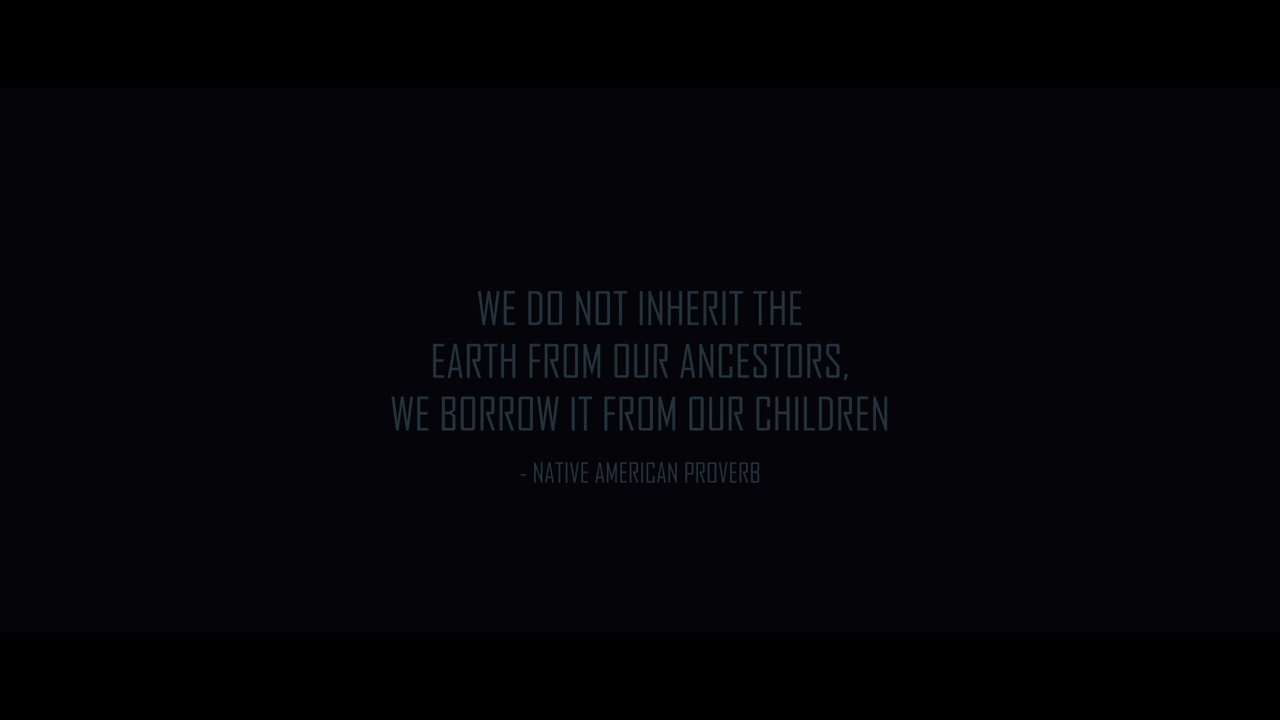 WE DO NOT INHERIT THE
EARTH FROM OUR ANCESTORS,
WE BORROW IT FROM OUR CHILDREN
- NATIVE AMERICAN PROVERB